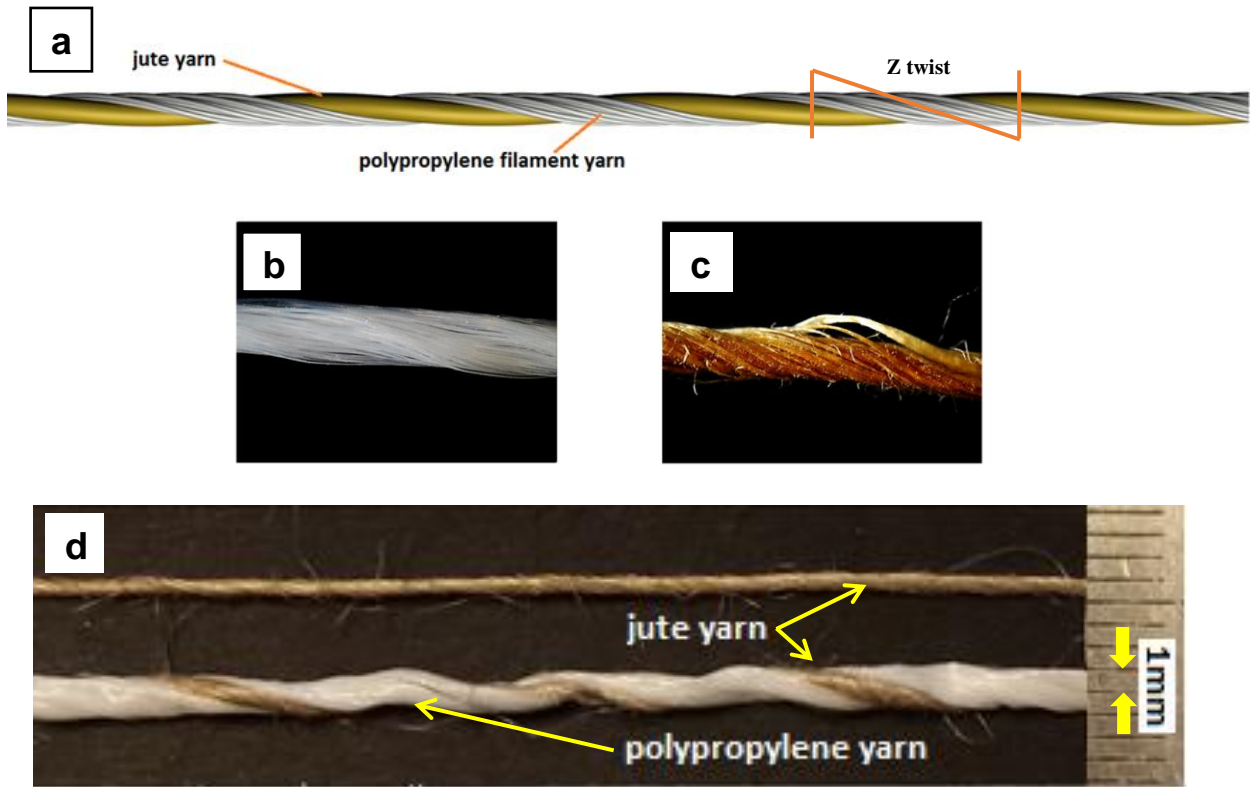 a
jute yarn
Z twist
polypropylene filament yarn
b
c
d
jute yarn
polypropylene yarn
1mm